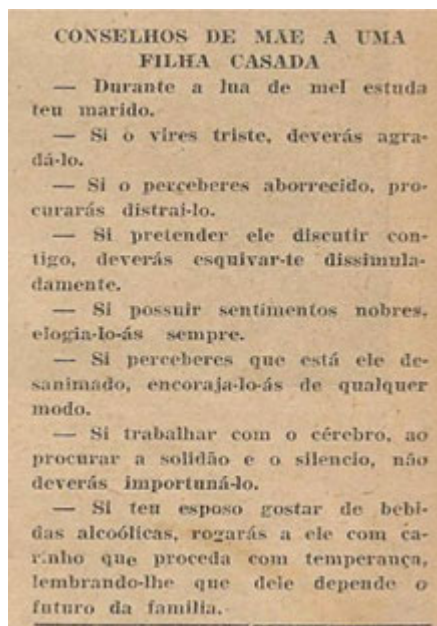 CONSELHOS DE MÃE A UMA
FILHA CASADA
— Durante a lua de mel estuda
teu marido.
— Si o vires triste, deverás agra-
dá-lo.
— Si o perceberes aborrecido, pro-
curarás distrai-lo.
— Si pretender ele discutir con-
tigo, deverás esquivar-te dissimula-
damente.
— Si possuir sentimentos nobres,
elogia-lo-ás sempre.
— Si perceberes que está ele de-
sanimado, encoraja-lo-ás de qualquer
modo.
— Si trabalhar com o cérebro, ao
procurar a solidão e o silencio, não
deverás importuná-lo.
— Si teu esposo gostar de bebi-
das alcoólicas, rogarás a ele com ca-
rinho que proceda com temperança,
lembrando-lhe que dele depende o
futuro da familia.